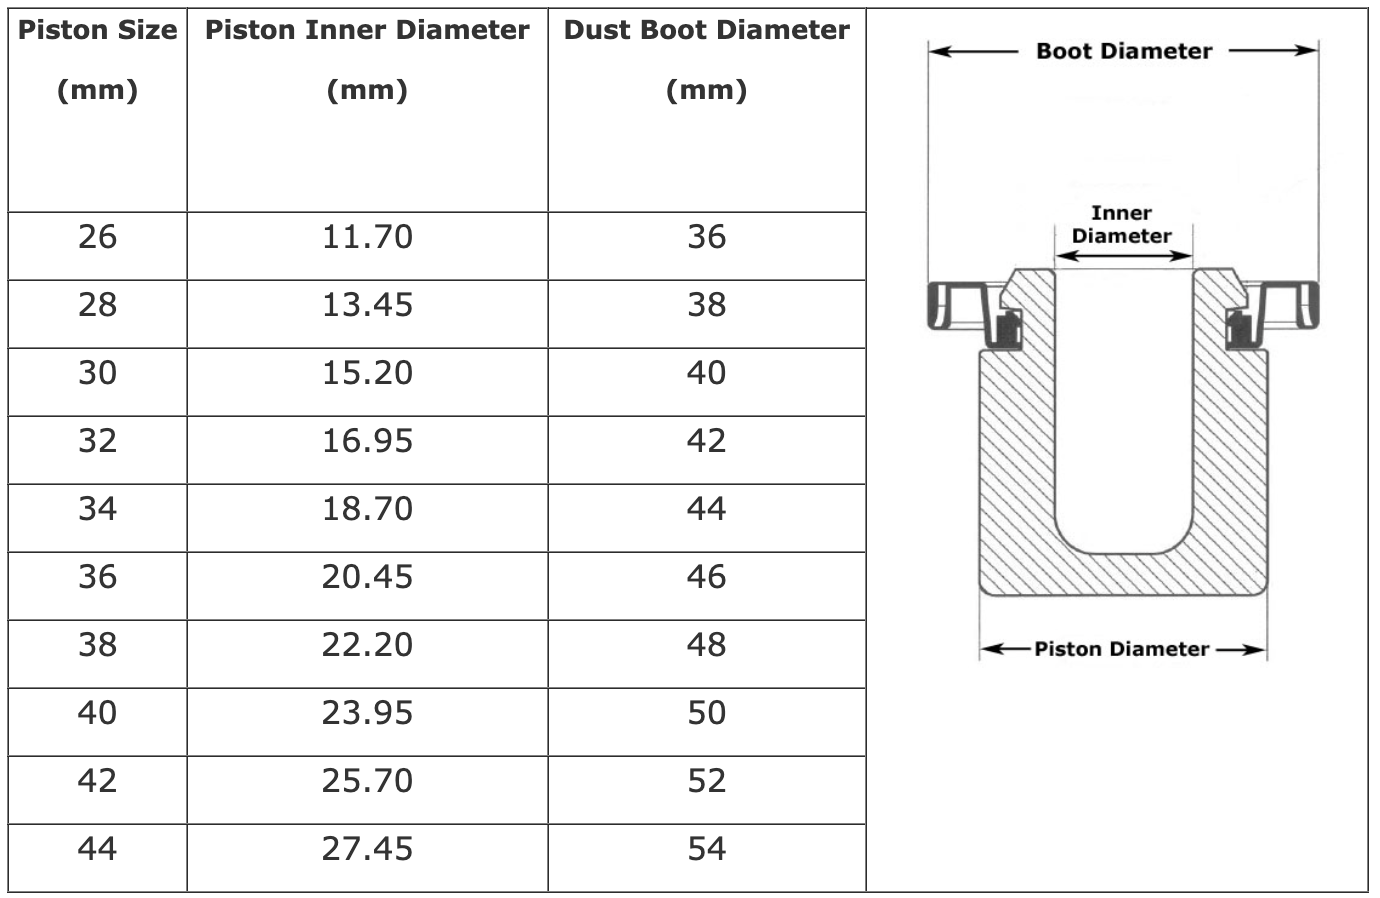 Piston Size Piston Inner Diameter Dust Boot Diameter
(mm) (mm) (mm)
26 11.70 36
28 13.45 38
30 15.20 40
32 16.95 42
34 18.70 44
36 20.45 46
38 22.20 48
40 23.95 50
42 25.70 52
44 27.45 54
Boot Diameter
Inner
Diameter
Piston Diameter